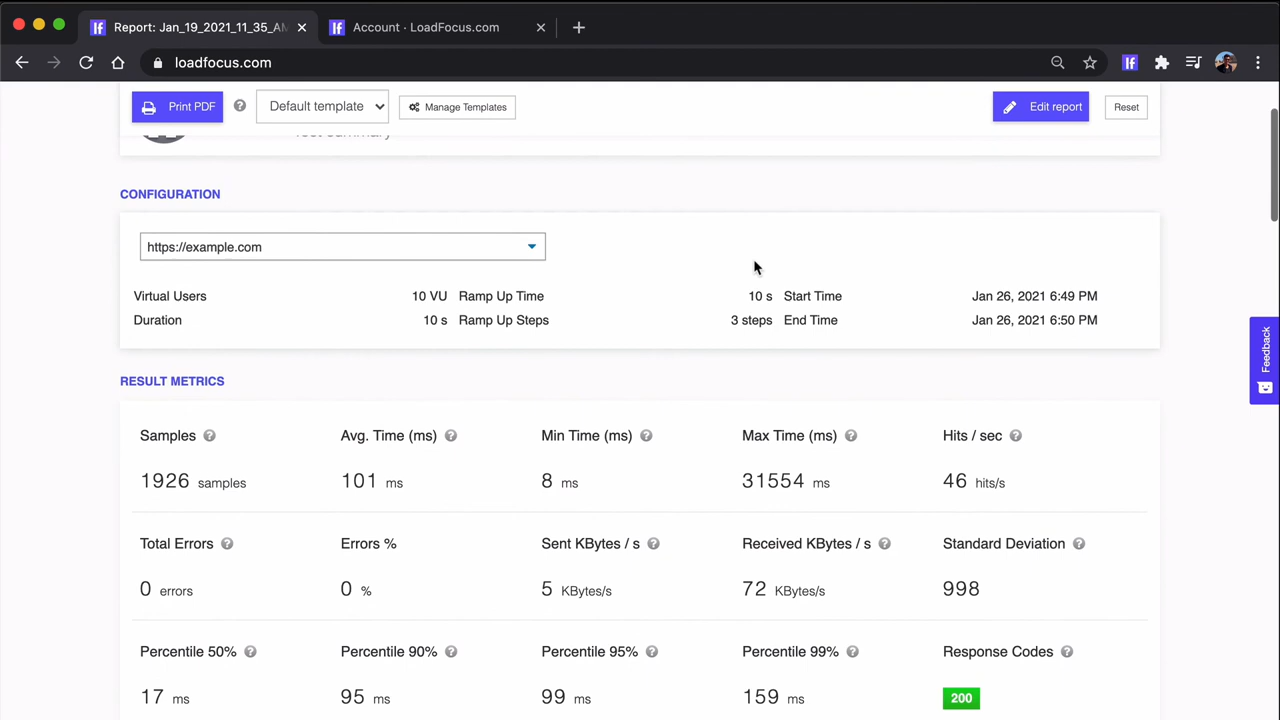 lf Report: Jan_19_2021_11_35_AM
lf Account · LoadFocus.com
loadfocus.com
lf
Print PDF
Default template
Manage Templates
Edit report
Reset
Test summary
CONFIGURATION
https://example.com
Virtual Users 10 VU Ramp Up Time 10 s Start Time Jan 26, 2021 6:49 PM
Duration 10 s Ramp Up Steps 3 steps End Time Jan 26, 2021 6:50 PM
Feedback
RESULT METRICS
Samples ? Avg. Time (ms) ? Min Time (ms) ? Max Time (ms) ? Hits / sec ?
1926 samples 101 ms 8 ms 31554 ms 46 hits/s
Total Errors ? Errors % Sent KBytes / s ? Received KBytes / s ? Standard Deviation ?
0 errors 0 % 5 KBytes/s 72 KBytes/s 998
Percentile 50% ? Percentile 90% ? Percentile 95% ? Percentile 99% ? Response Codes ?
17 ms 95 ms 99 ms 159 ms 200